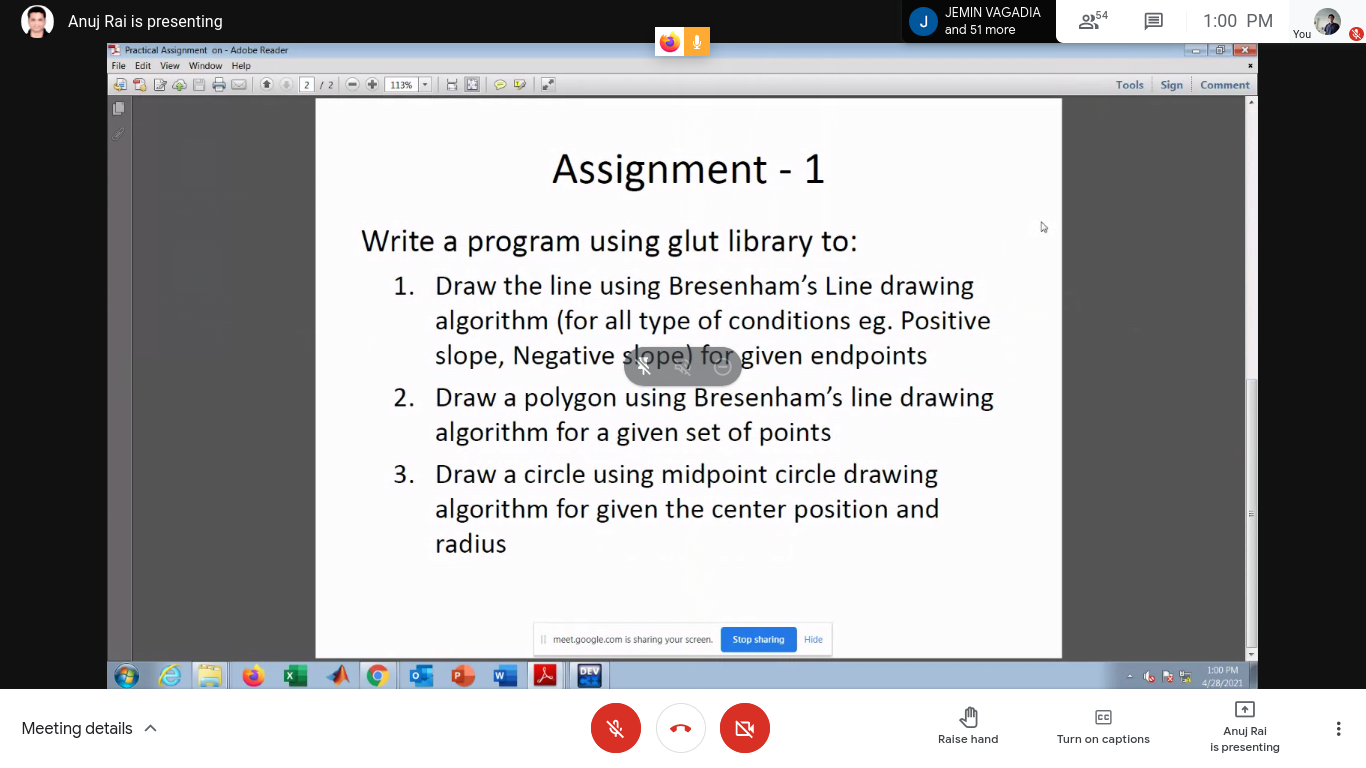 Anuj Rai is presenting
J
JEMIN VAGADIA
and 51 more
54
1:00 PM
You
Practical Assignment on - Adobe Reader
File Edit View Window Help
2 / 2
113%
Tools Sign Comment
Assignment - 1
Write a program using glut library to:
1. Draw the line using Bresenham's Line drawing
algorithm (for all type of conditions eg. Positive
slope, Negative slope) for given endpoints
2. Draw a polygon using Bresenham's line drawing
algorithm for a given set of points
3. Draw a circle using midpoint circle drawing
algorithm for given the center position and
radius
meet.google.com is sharing your screen. Stop sharing Hide
DEV
1:00 PM
4/28/2021
Meeting details
Raise hand
Turn on captions
Anuj Rai
is presenting